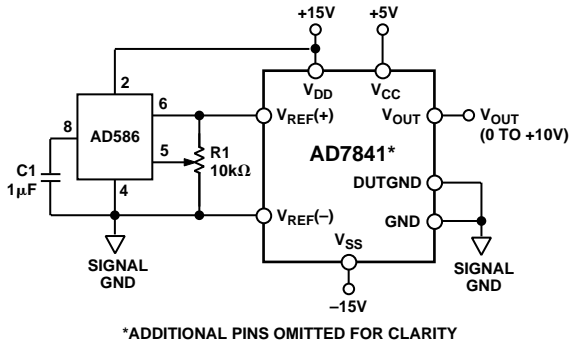 +15V
+5V
2
VDD
VCC
6
VREF(+)
VOUT
VOUT
(0 TO +10V)
8
AD586
R1
10kΩ
AD7841*
C1
1µF
5
DUTGND
4
VREF(–)
GND
VSS
SIGNAL
GND
SIGNAL
GND
–15V
*ADDITIONAL PINS OMITTED FOR CLARITY